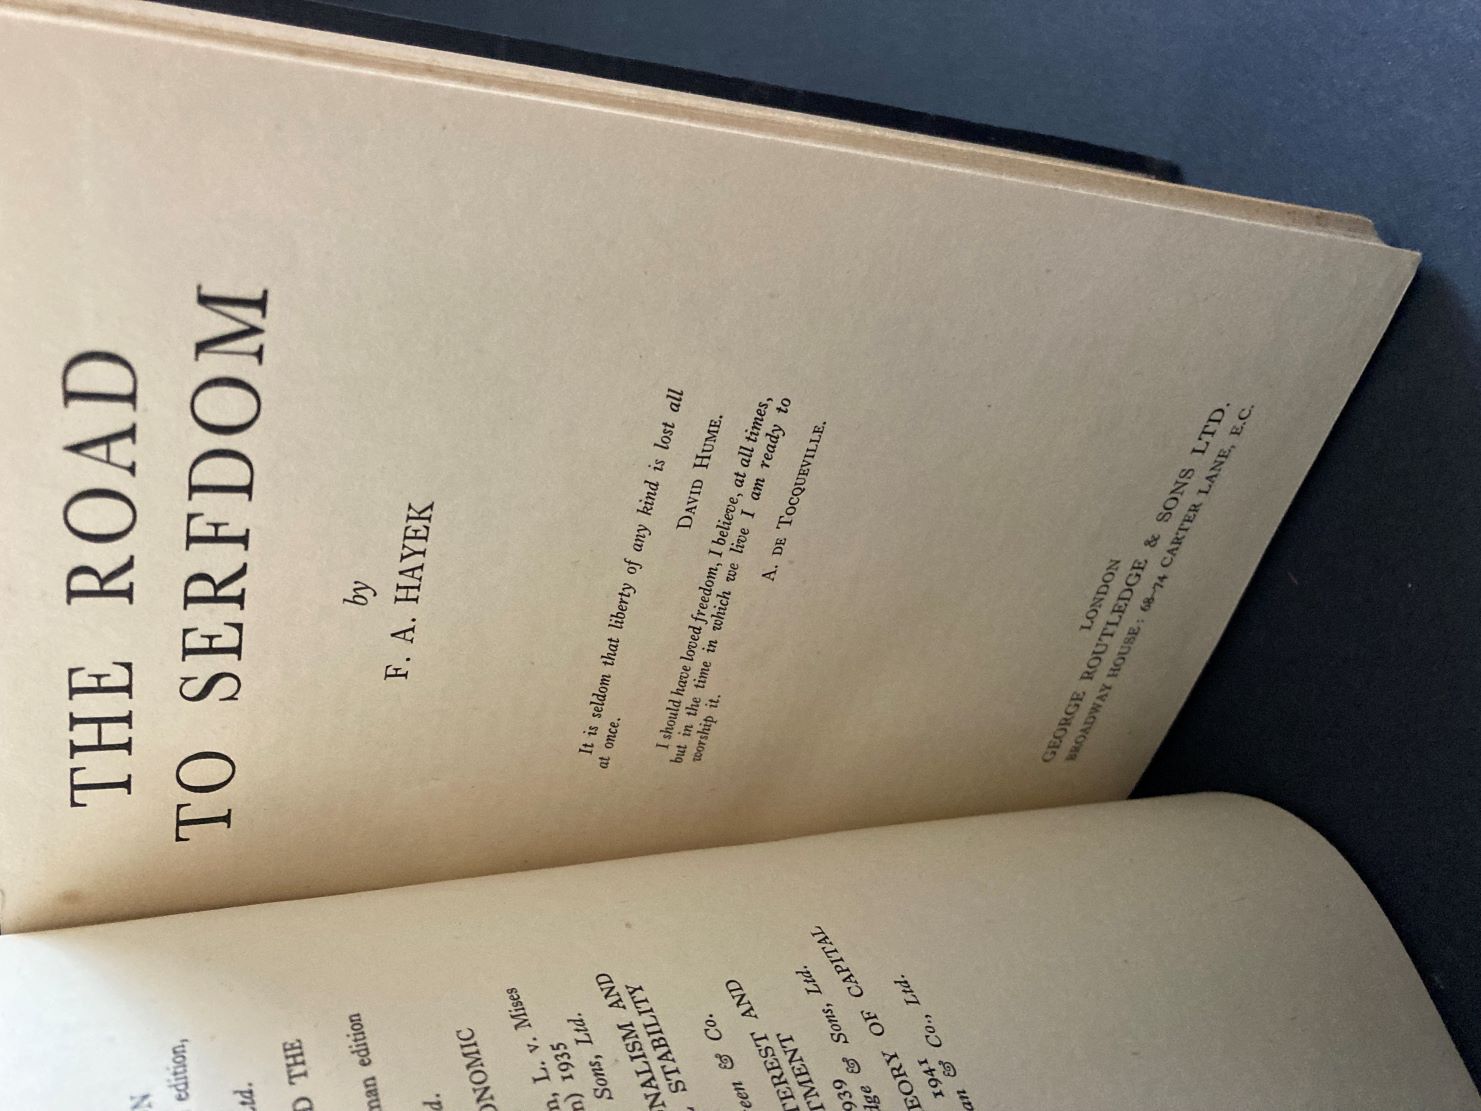 N
edition,
td.
D THE
man edition
d.
ONOMIC
n, L. v. Mises
n) 1935
Sons, Ltd.
NALISM AND
STABILITY
een & Co.
TEREST AND
TMENT
939 & Sons, Ltd.
dge
EORY OF CAPITAL
1941
an & Co., Ltd.
THE ROAD
TO SERFDOM
by
F. A. HAYEK
It is seldom that liberty of any kind is lost all
at once.
DAVID HUME.
I should have loved freedom, I believe, at all times,
but in the time in which we live I am ready to
worship it.
A. DE TOCQUEVILLE.
LONDON
GEORGE ROUTLEDGE & SONS LTD.
BROADWAY HOUSE: 68-74 CARTER LANE, E.C.